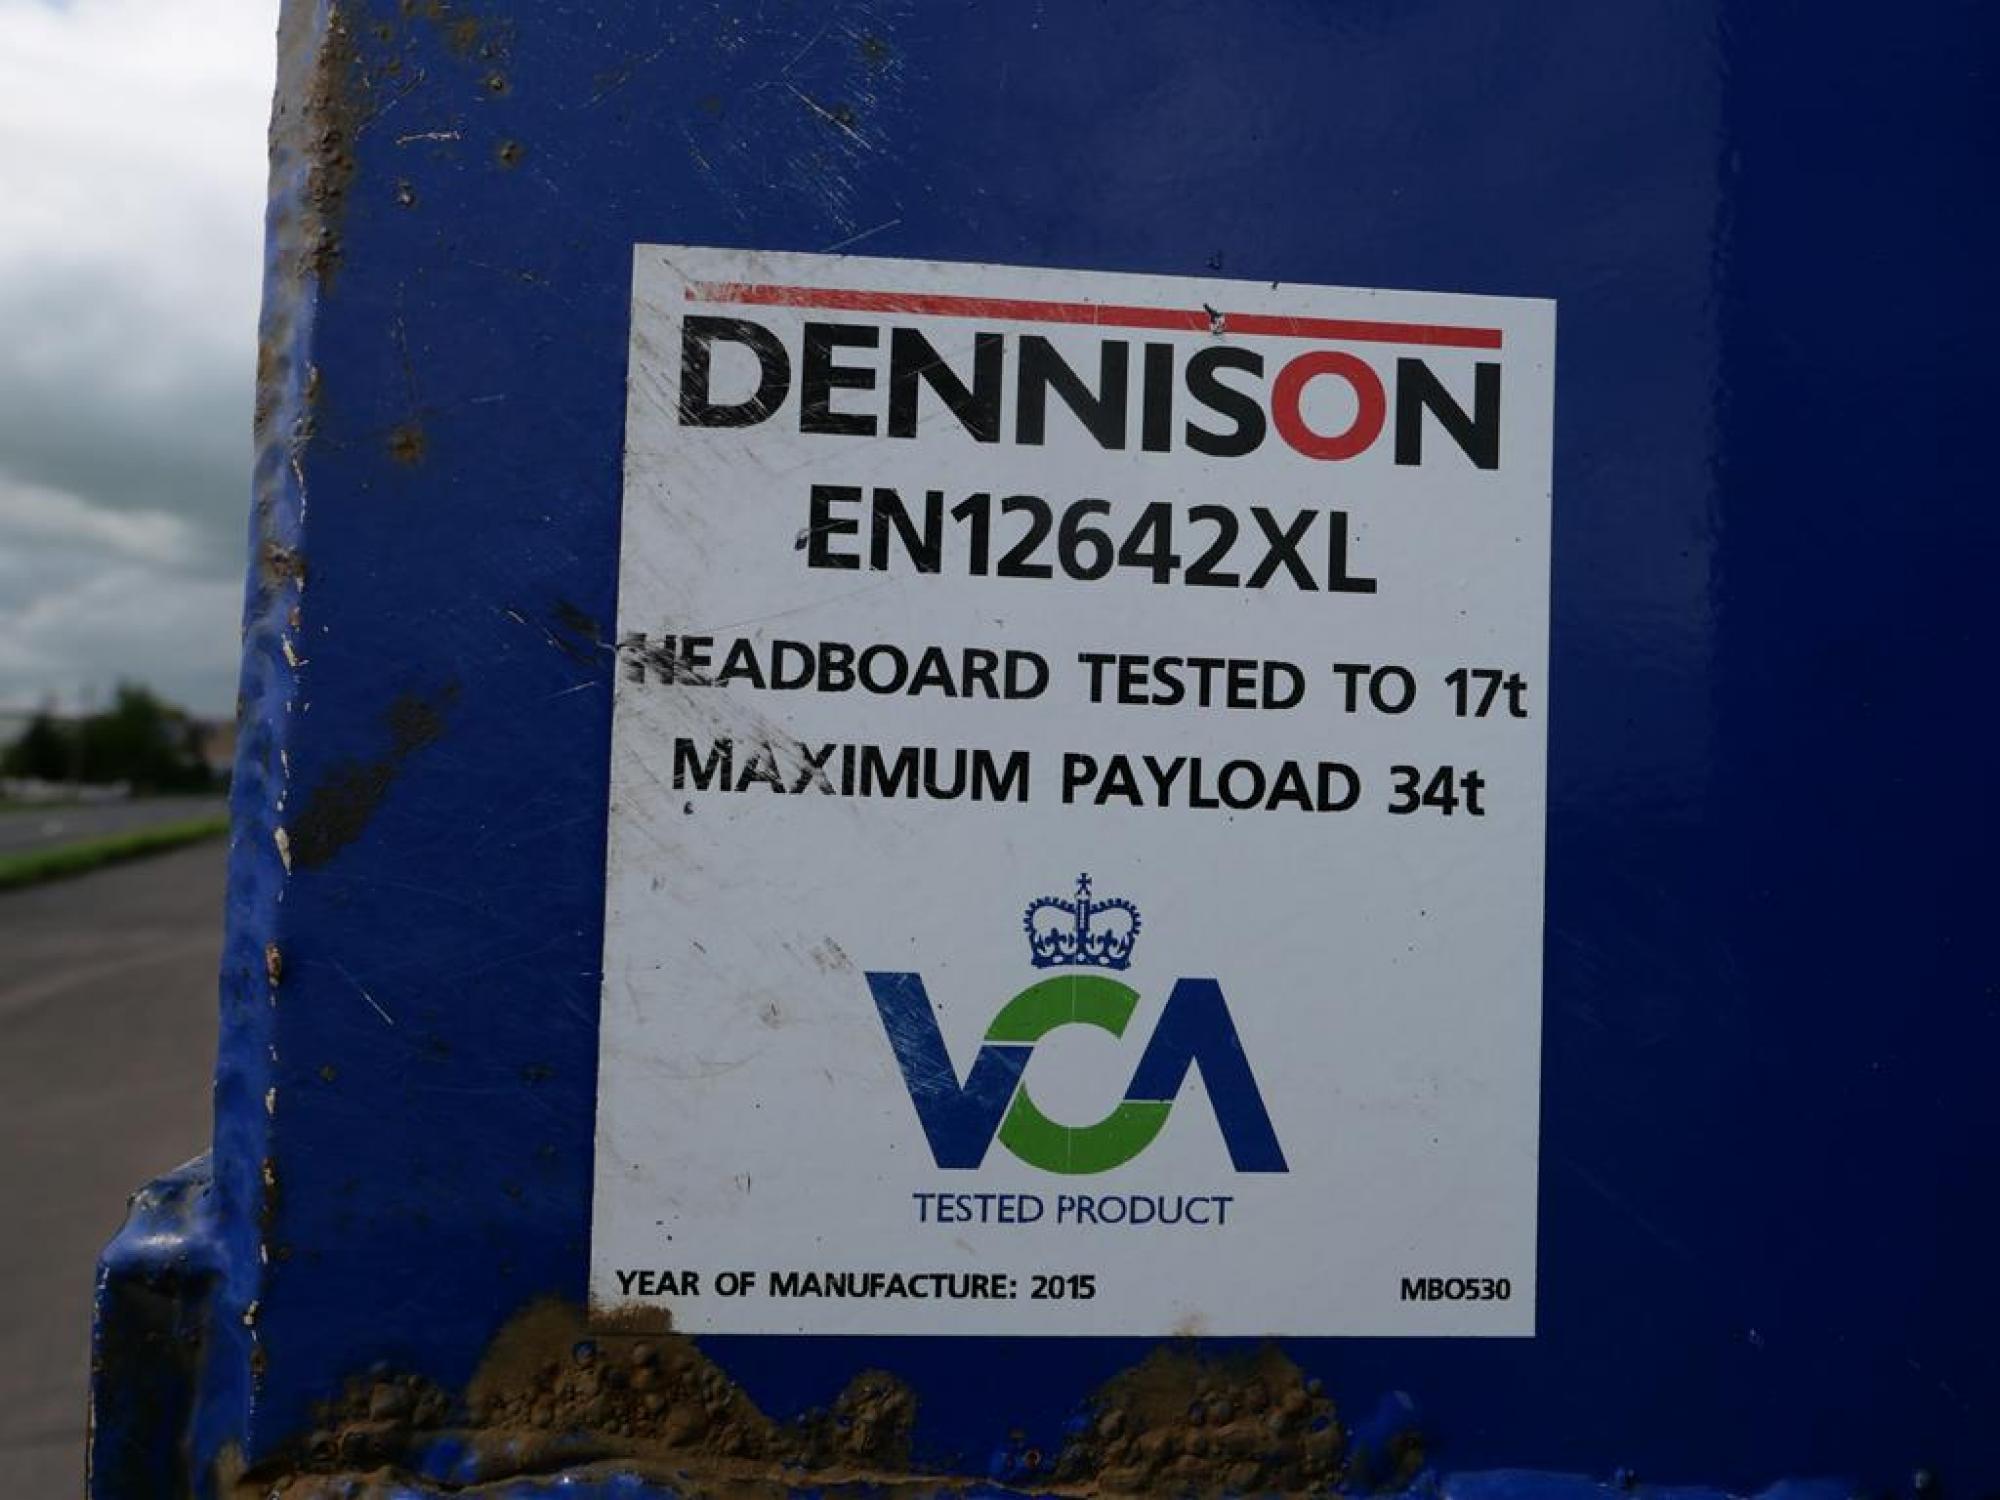 DENNISON
EN12642XL
HEADBOARD TESTED TO 17t
MAXIMUM PAYLOAD 34t
VCA
TESTED PRODUCT
YEAR OF MANUFACTURE: 2015
MBO530